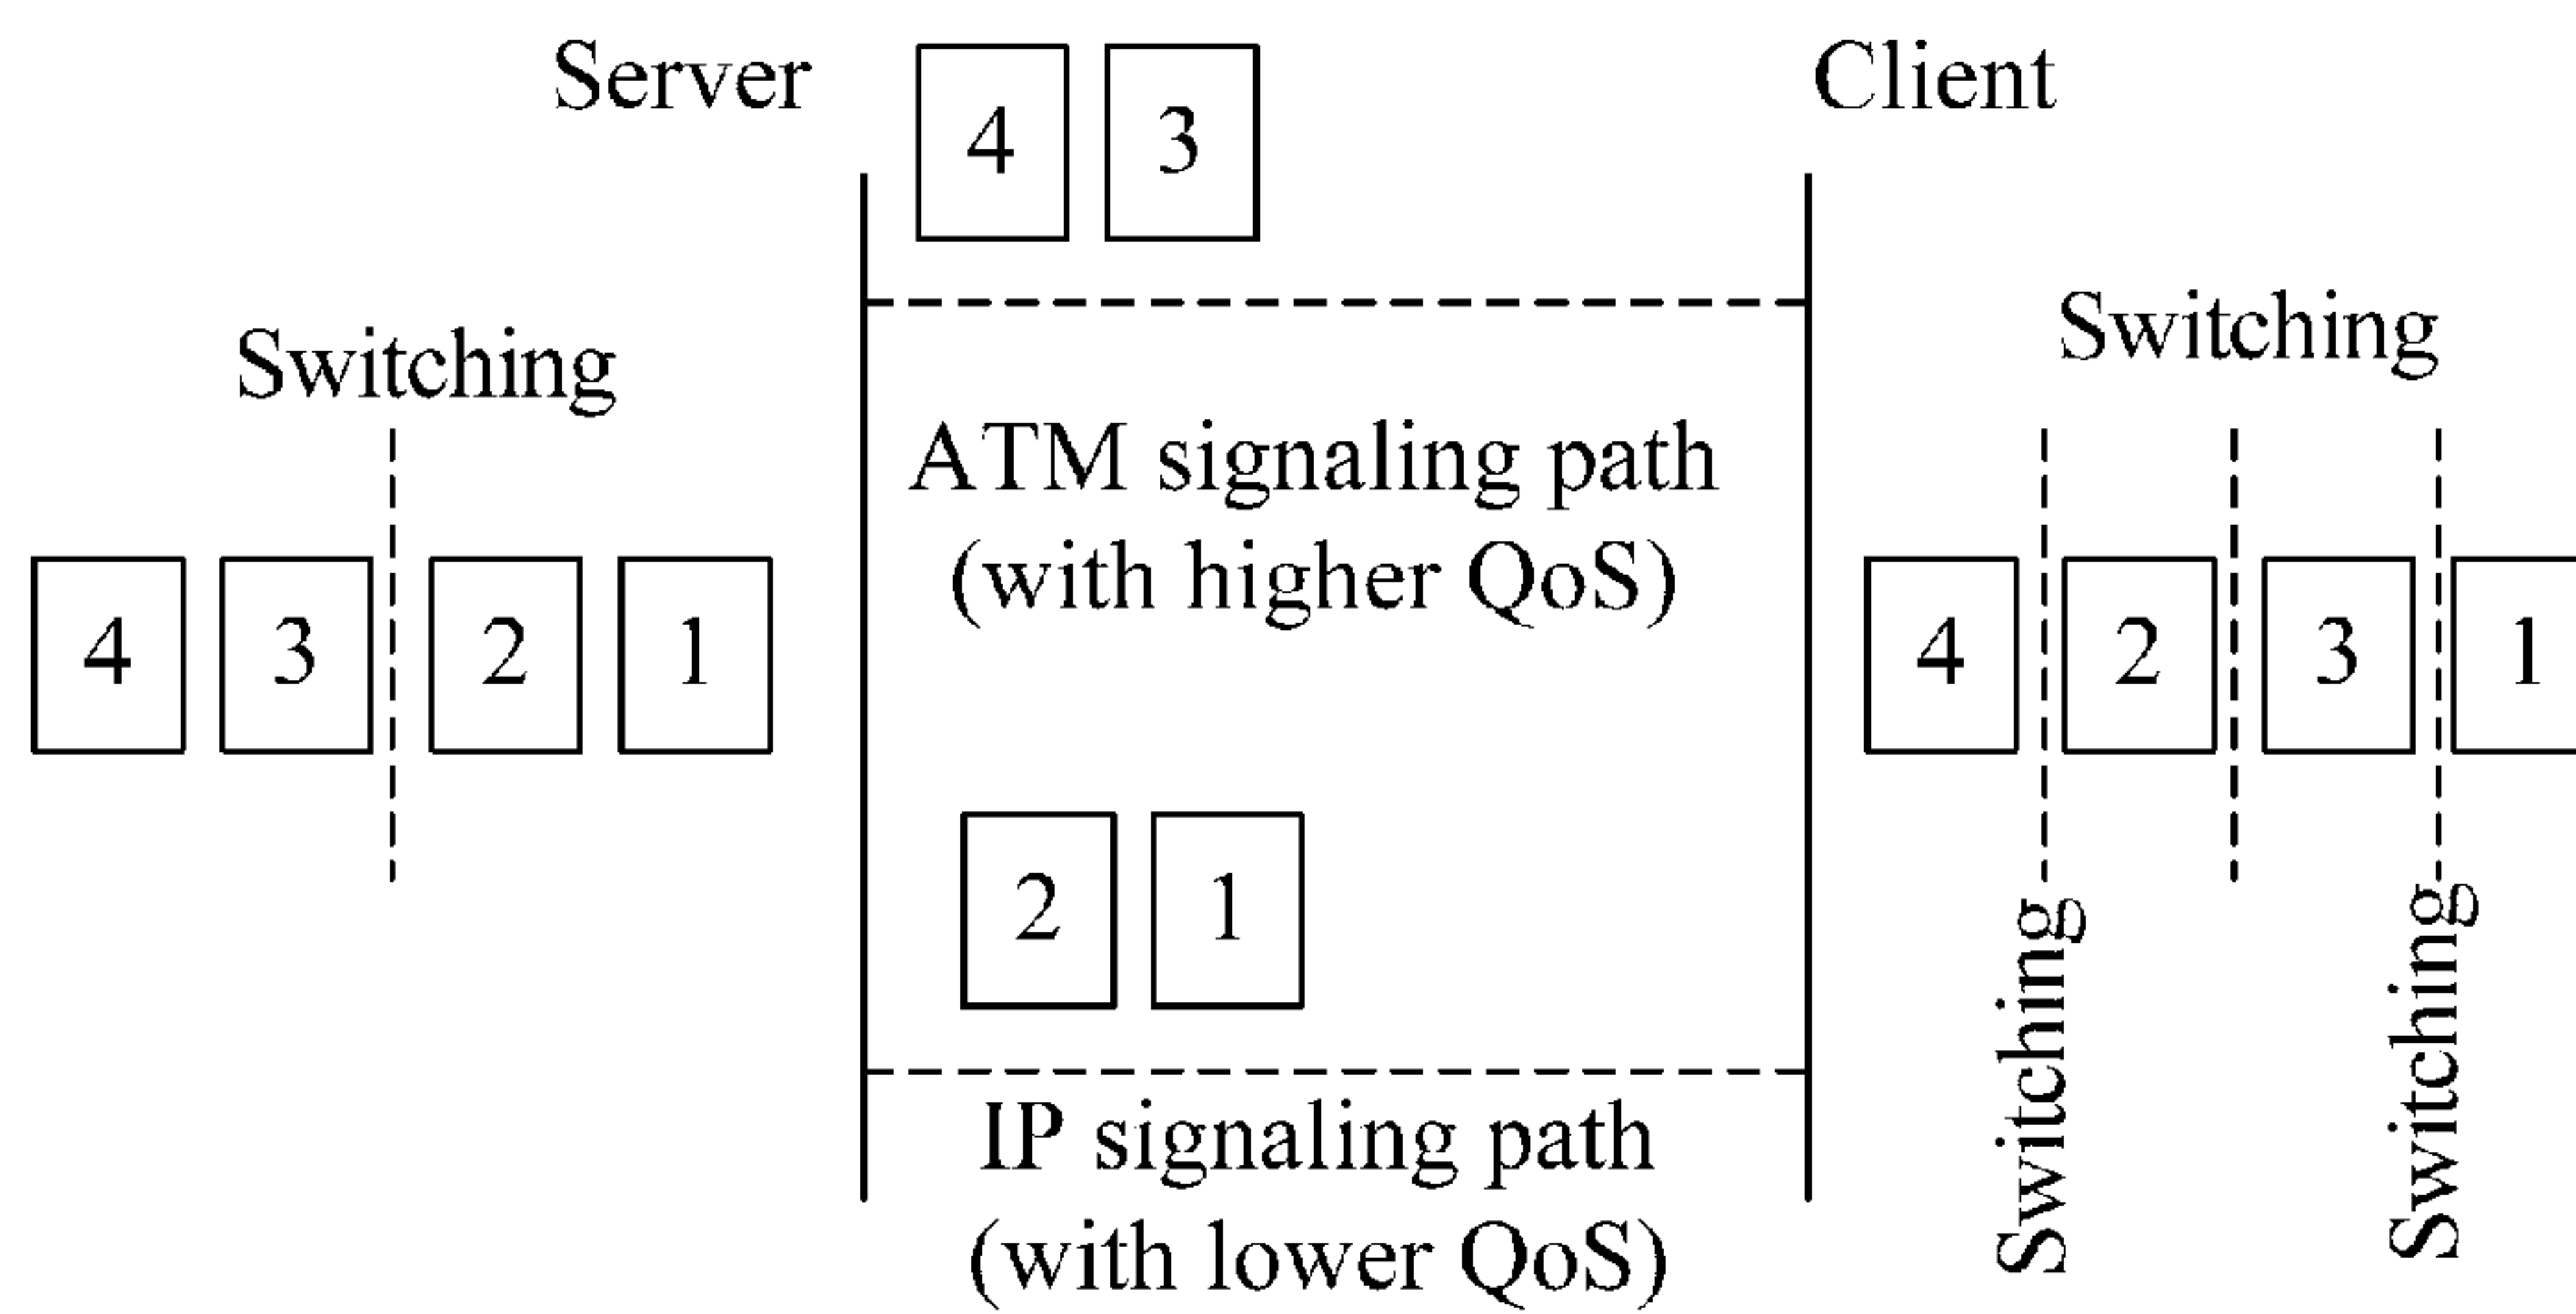 Server
4 3
Client
Switching
Switching
ATM signaling path
(with higher QoS)
4 3 2 1
4 2 3 1
2 1
Switching
Switching
IP signaling path
(with lower QoS)